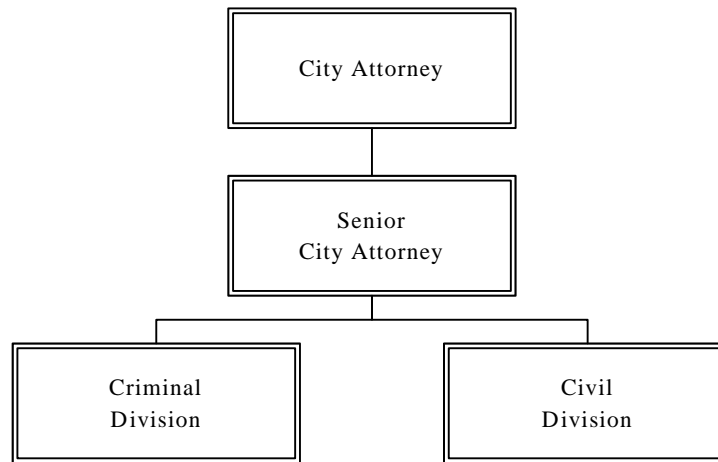 City Attorney
Senior
City Attorney
Criminal
Division
Civil
Division